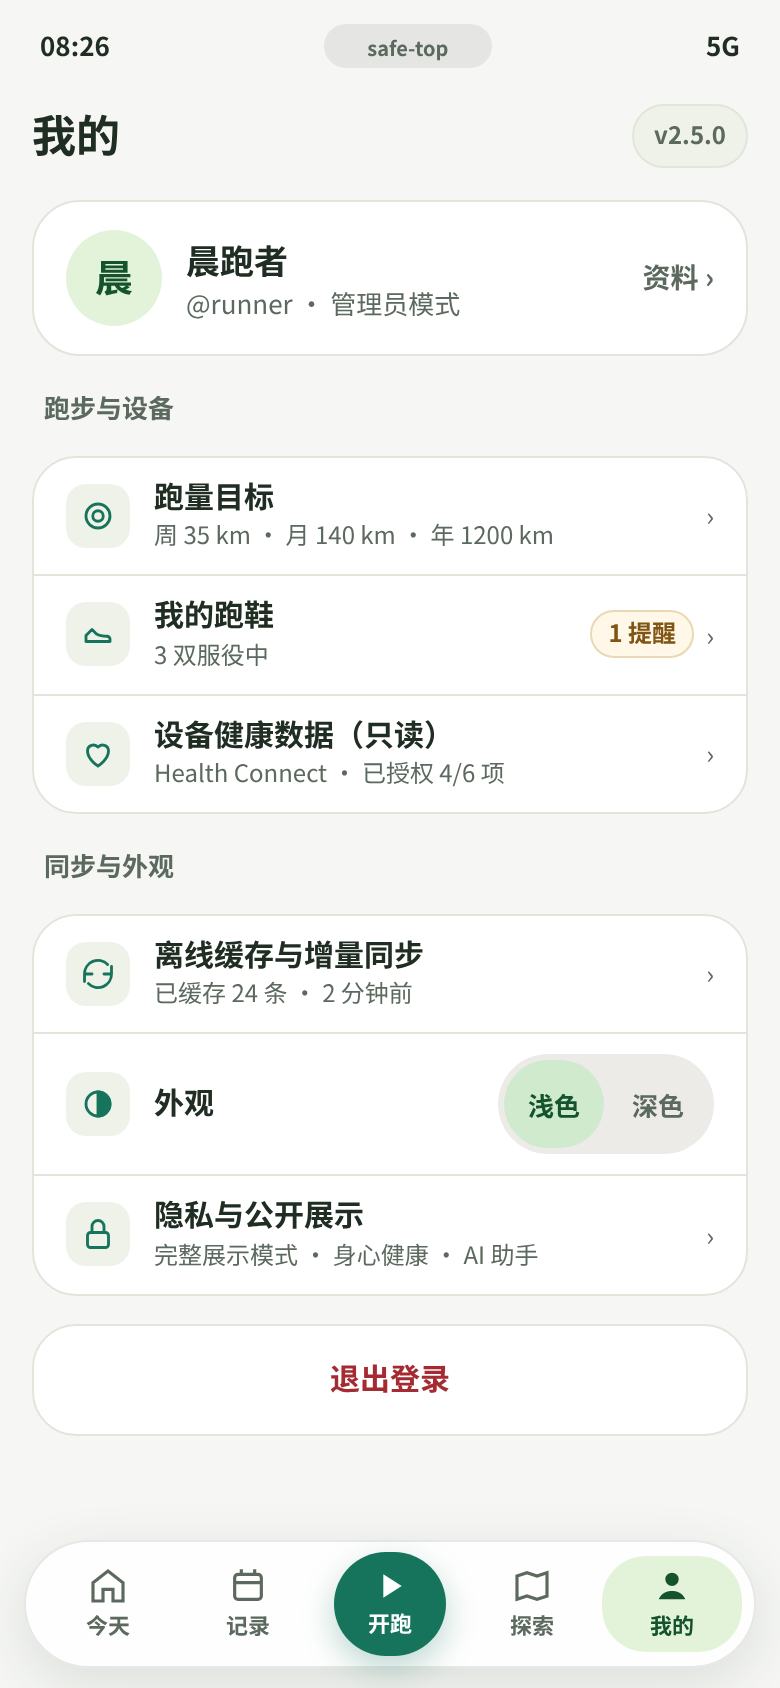 08:26
safe-top
5G
我的
v2.5.0
晨
晨跑者
@runner · 管理员模式
资料 ›
跑步与设备
跑量目标
周 35 km · 月 140 km · 年 1200 km
›
我的跑鞋
3 双服役中
1 提醒
›
设备健康数据（只读）
Health Connect · 已授权 4/6 项
›
同步与外观
离线缓存与增量同步
已缓存 24 条 · 2 分钟前
›
外观
浅色
深色
隐私与公开展示
完整展示模式 · 身心健康 · AI 助手
›
退出登录
今天
记录
开跑
探索
我的